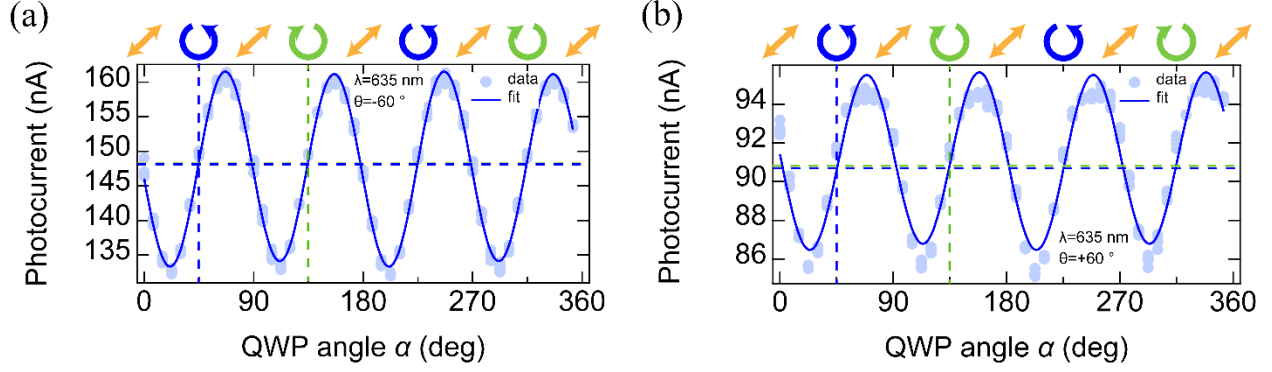 (a)
(b)
Photocurrent (nA)
160
155
150
145
140
135
λ=635 nm
θ=-60 °
data
fit
0
90
180
270
360
QWP angle α (deg)
Photocurrent (nA)
94
92
90
88
86
data
fit
λ=635 nm
θ=+60 °
0
90
180
270
360
QWP angle α (deg)